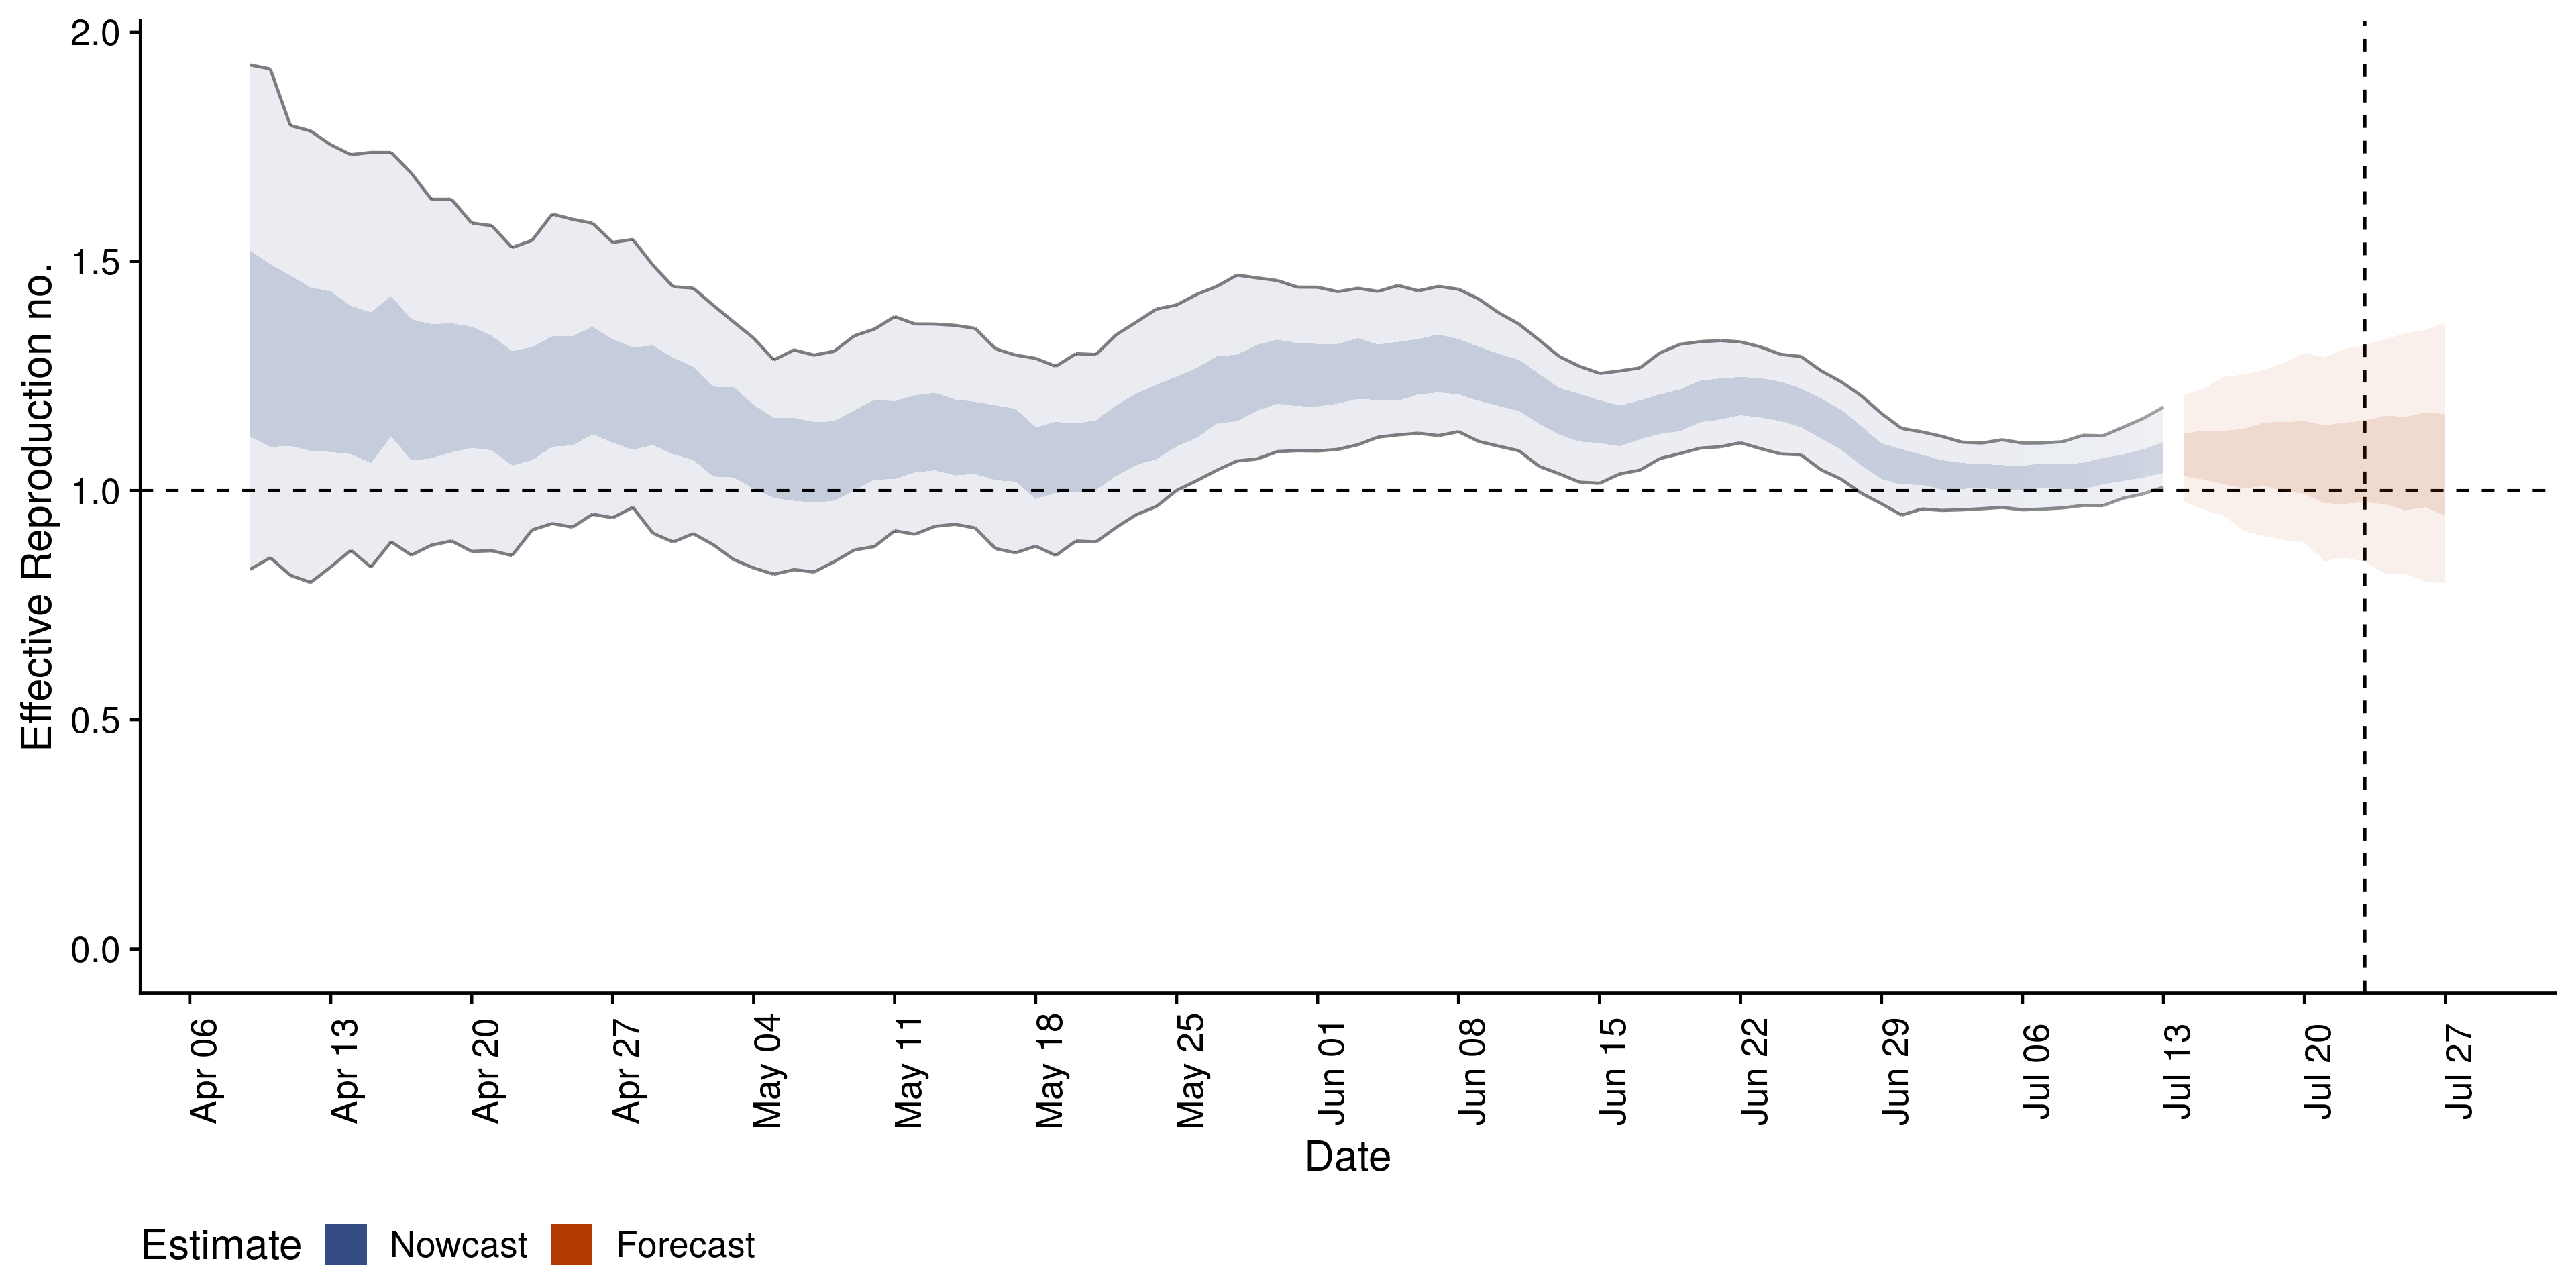 Effective Reproduction no.
2.0
1.5
1.0
0.5
0.0
Apr 06
Apr 13
Apr 20
Apr 27
May 04
May 11
May 18
May 25
Jun 01
Jun 08
Jun 15
Jun 22
Jun 29
Jul 06
Jul 13
Jul 20
Jul 27
Date
Estimate Nowcast Forecast